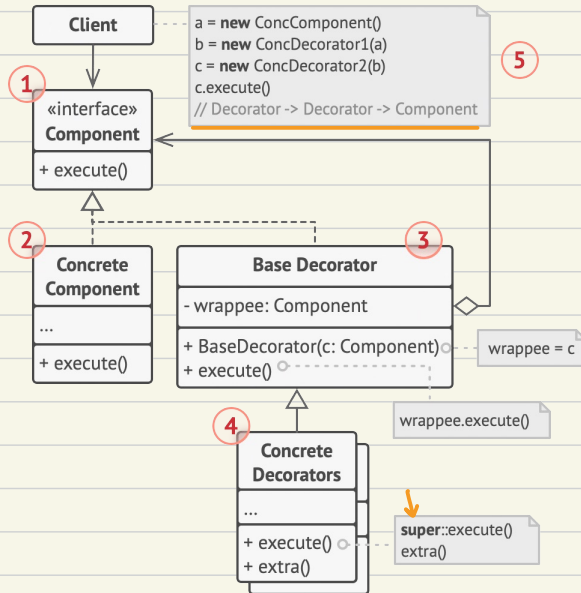 Client
a = new ConcComponent()
b = new ConcDecorator1(a)
c = new ConcDecorator2(b)
c.execute()
// Decorator -> Decorator -> Component
5
1
«interface»
Component
+ execute()
2
Concrete
Component
...
+ execute()
3
Base Decorator
- wrappee: Component
+ BaseDecorator(c: Component)
+ execute()
wrappee = c
wrappee.execute()
4
Concrete
Decorators
...
+ execute()
+ extra()
super::execute()
extra()